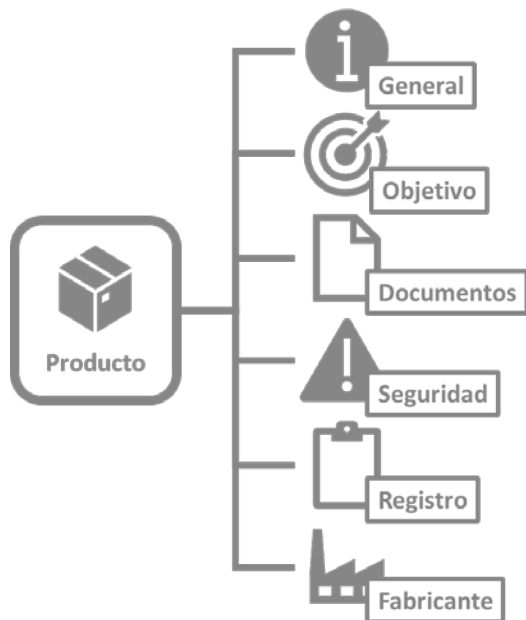 General
Objetivo
Documentos
Producto
Seguridad
Registro
Fabricante